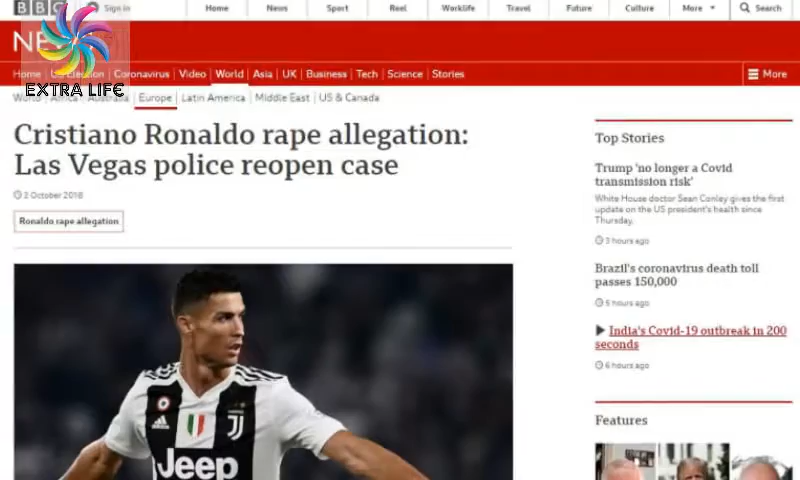 BBC
Sign in
Home
News
Sport
Reel
Worklife
Travel
Future
Culture
More
Search
NE
EXTRA LIFE
Home
Election
Coronavirus
Video
World
Asia
UK
Business
Tech
Science
Stories
More
World
Africa
Australia
Europe
Latin America
Middle East
US & Canada
Cristiano Ronaldo rape allegation:
Las Vegas police reopen case
2 October 2018
Ronaldo rape allegation
Jeep
Top Stories
Trump 'no longer a Covid
transmission risk'
White House doctor Sean Conley gives the first
update on the US president's health since
Thursday.
3 hours ago
Brazil's coronavirus death toll
passes 150,000
5 hours ago
India's Covid-19 outbreak in 200
seconds
6 hours ago
Features